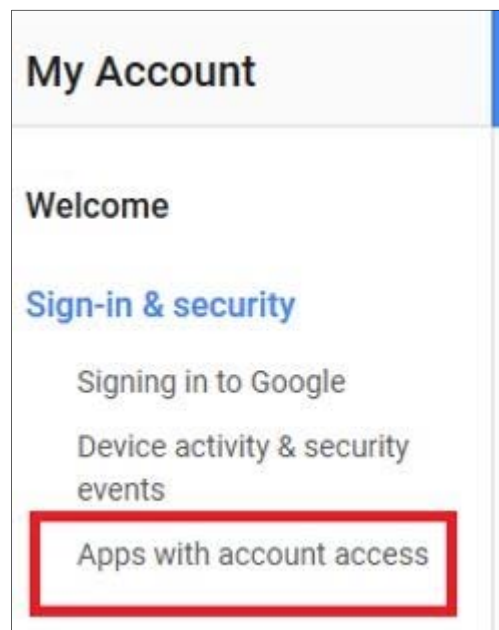 My Account
Welcome
Sign-in & security
Signing in to Google
Device activity & security
events
Apps with account access